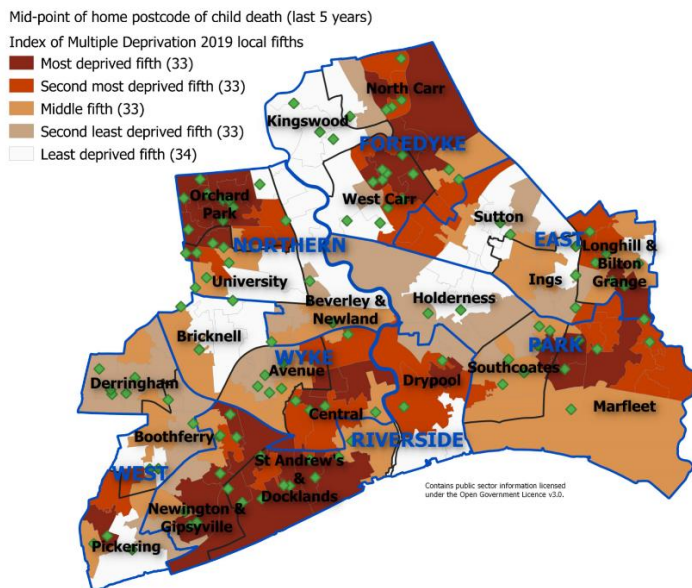 Mid-point of home postcode of child death (last 5 years)
Index of Multiple Deprivation 2019 local fifths
Most deprived fifth (33)
Second most deprived fifth (33)
Middle fifth (33)
Second least deprived fifth (33)
Least deprived fifth (34)
North Carr
Kingswood
FOREDYKE
Orchard
Park
West Carr
Sutton
NORTHERN
EAST
Longhill &
Bilton
Grange
University
Ings
Beverley &
Newland
Holderness
Bricknell
WYKE
PARK
Avenue
Derringham
Drypool
Southcoates
Central
Marfleet
Boothferry
RIVERSIDE
WEST
St Andrew's
&
Docklands
Contains public sector information licensed
under the Open Government Licence v3.0.
Newington &
Gipsyville
Pickering